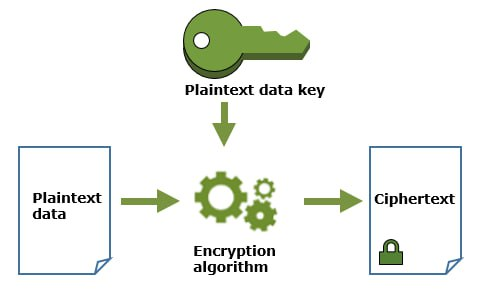 Plaintext data key
Plaintext
data
Encryption
algorithm
Ciphertext